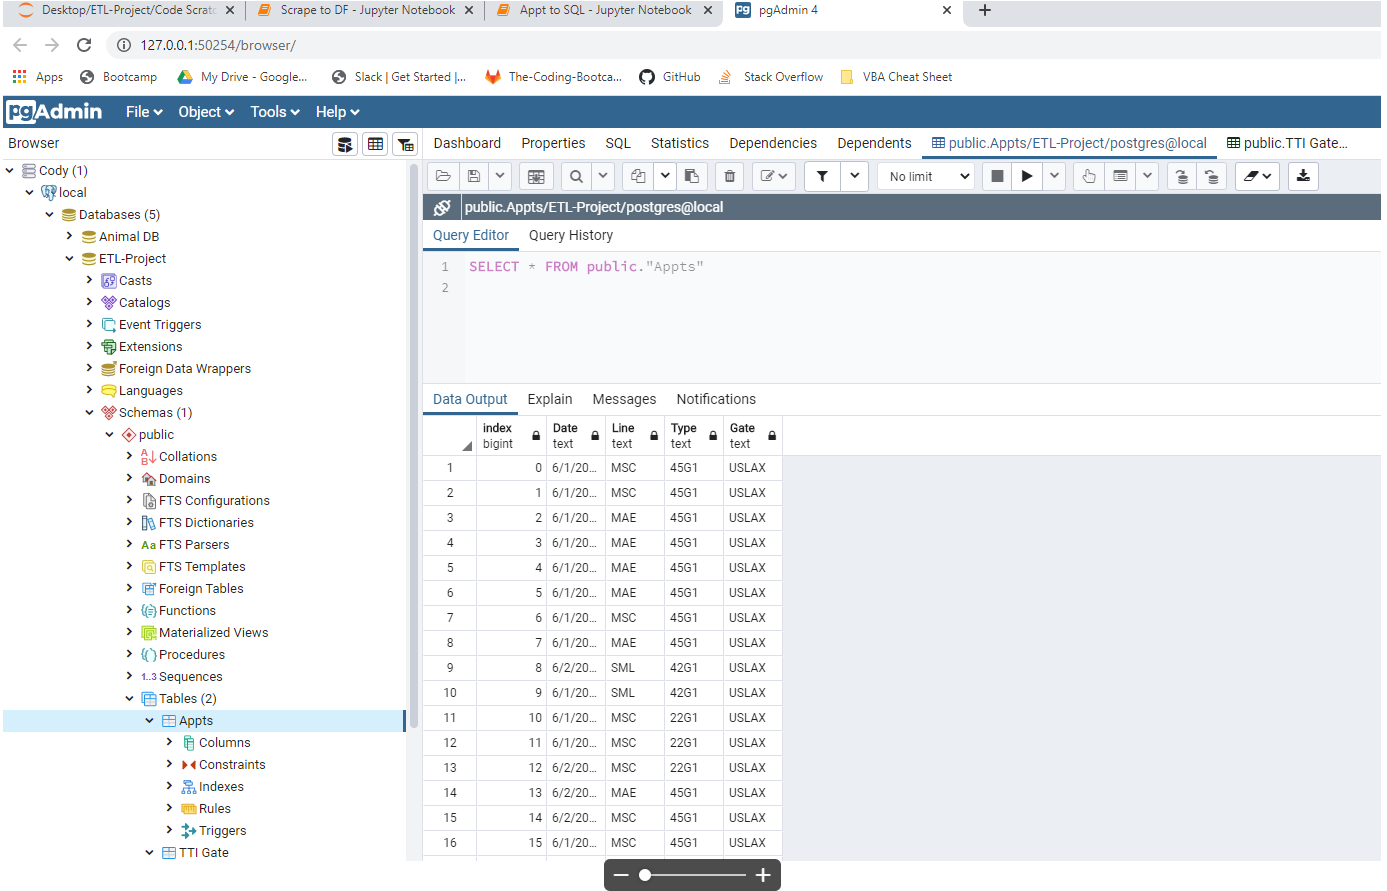 Desktop/ETL-Project/Code Scratc
Scrape to DF - Jupyter Notebook
Appt to SQL - Jupyter Notebook
pgAdmin 4
127.0.0.1:50254/browser/
Apps
Bootcamp
My Drive - Google...
Slack | Get Started |...
The-Coding-Bootca...
GitHub
Stack Overflow
VBA Cheat Sheet
pgAdmin
File
Object
Tools
Help
Browser
Dashboard
Properties
SQL
Statistics
Dependencies
Dependents
public.Appts/ETL-Project/postgres@local
public.TTI Gate...
Cody (1)
local
Databases (5)
Animal DB
ETL-Project
Casts
Catalogs
Event Triggers
Extensions
Foreign Data Wrappers
Languages
Schemas (1)
public
Collations
Domains
FTS Configurations
FTS Dictionaries
Aa FTS Parsers
FTS Templates
Foreign Tables
Functions
Materialized Views
Procedures
1..3 Sequences
Tables (2)
Appts
Columns
Constraints
Indexes
Rules
Triggers
TTI Gate
No limit
public.Appts/ETL-Project/postgres@local
Query Editor
Query History
1 SELECT * FROM public."Appts"
2
Data Output
Explain
Messages
Notifications
index bigint
Date text
Line text
Type text
Gate text
1 0 6/1/20... MSC 45G1 USLAX
2 1 6/1/20... MSC 45G1 USLAX
3 2 6/1/20... MAE 45G1 USLAX
4 3 6/1/20... MAE 45G1 USLAX
5 4 6/1/20... MAE 45G1 USLAX
6 5 6/1/20... MAE 45G1 USLAX
7 6 6/1/20... MSC 45G1 USLAX
8 7 6/1/20... MAE 45G1 USLAX
9 8 6/2/20... SML 42G1 USLAX
10 9 6/1/20... SML 42G1 USLAX
11 10 6/1/20... MSC 22G1 USLAX
12 11 6/1/20... MSC 22G1 USLAX
13 12 6/2/20... MSC 22G1 USLAX
14 13 6/2/20... MAE 45G1 USLAX
15 14 6/2/20... MSC 45G1 USLAX
16 15 6/1/20... MSC 45G1 USLAX